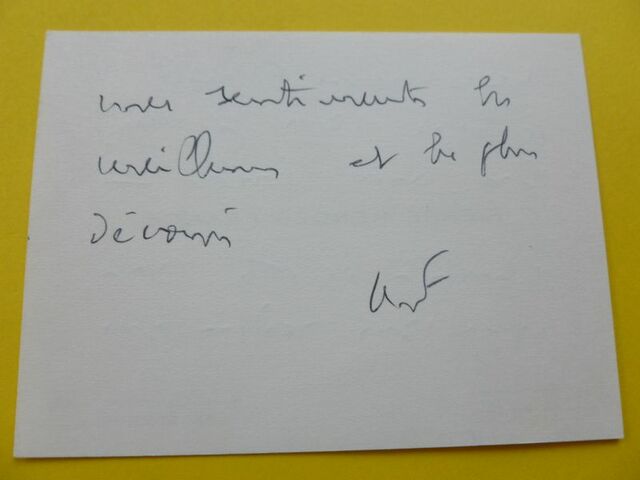 mes sentiments les
meilleurs et les plus
dévoués